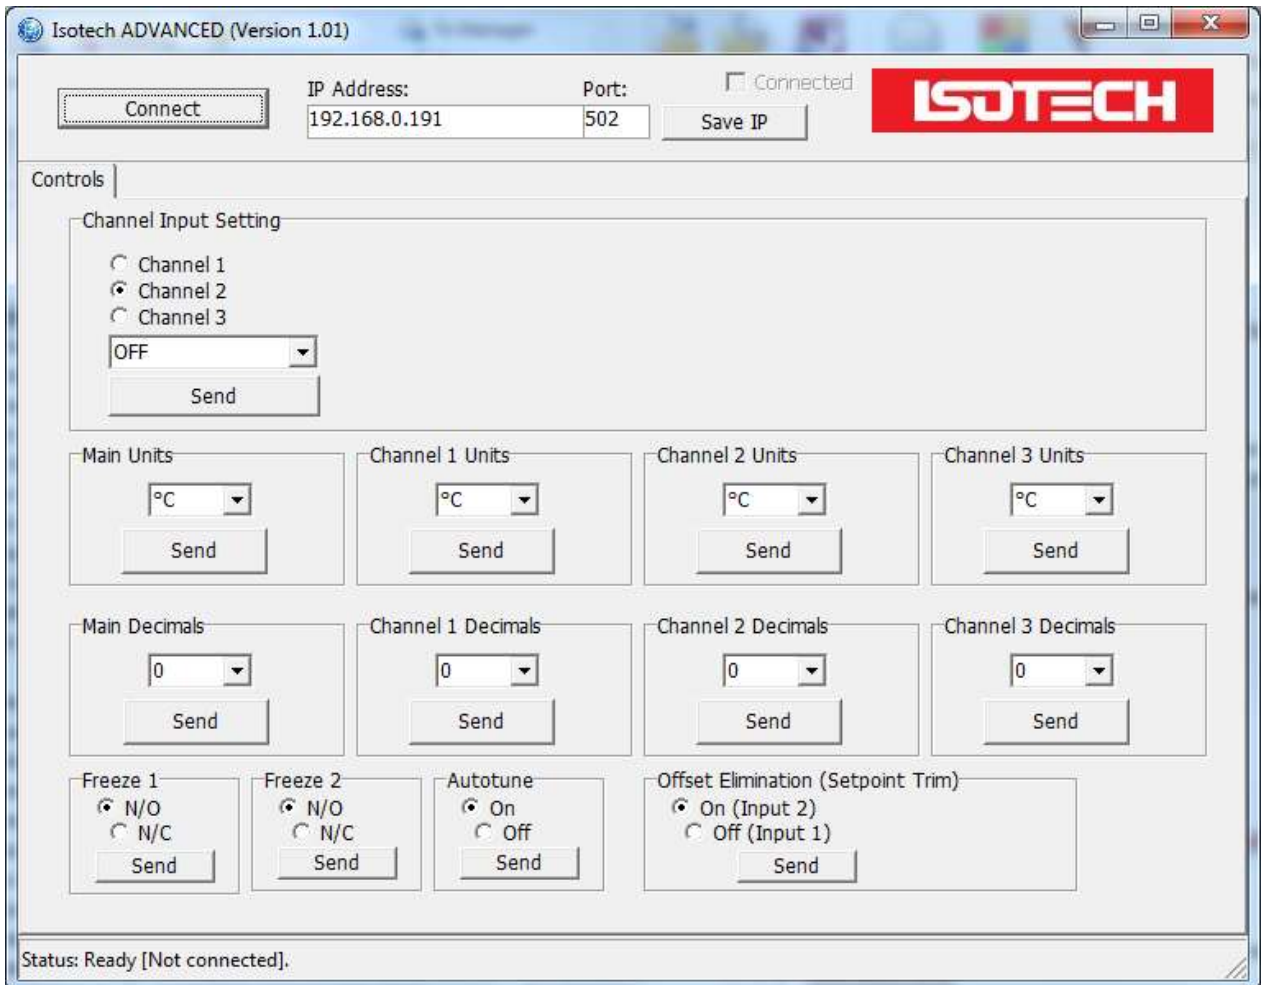 Isotech ADVANCED (Version 1.01)
IP Address: Port: Connected
Connect 192.168.0.191 502 Save IP ISOTECH
Controls
Channel Input Setting
Channel 1
Channel 2
Channel 3
OFF
Send
Main Units Channel 1 Units Channel 2 Units Channel 3 Units
°C °C °C °C
Send Send Send Send
Main Decimals Channel 1 Decimals Channel 2 Decimals Channel 3 Decimals
0 0 0 0
Send Send Send Send
Freeze 1 Freeze 2 Autotune Offset Elimination (Setpoint Trim)
N/O N/O On On (Input 2)
N/C N/C Off Off (Input 1)
Send Send Send Send
Status: Ready [Not connected].